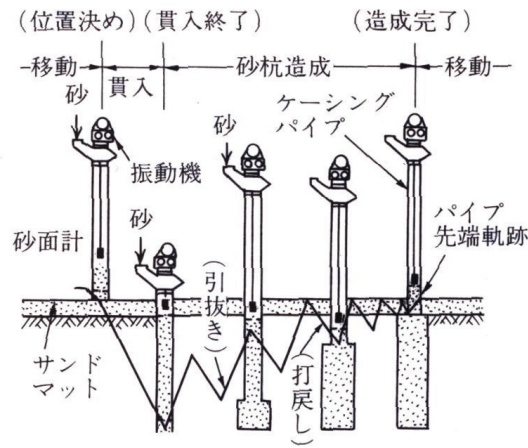 (位置決め)(貫入終了) (造成完了)
移動 貫入 砂杭造成 移動
砂
ケーシング
パイプ
砂
振動機
砂
パイプ
先端軌跡
砂面計
(引抜き)
(打戻し)
サンド
マット